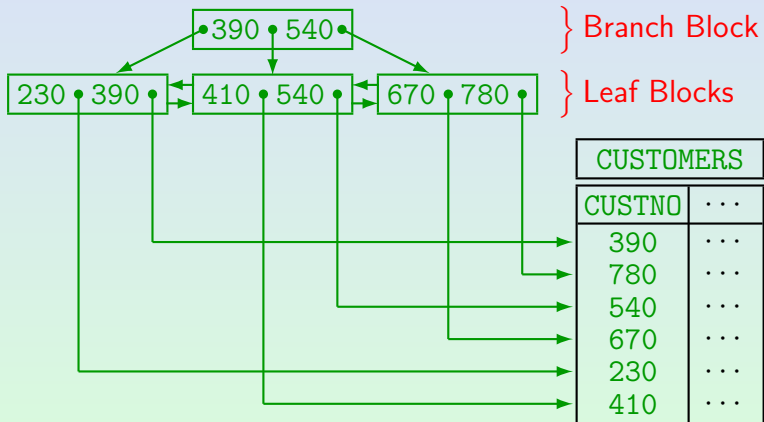 390 540 } Branch Block
230 390 410 540 670 780 } Leaf Blocks
CUSTOMERS
CUSTNO ···
390 ···
780 ···
540 ···
670 ···
230 ···
410 ···